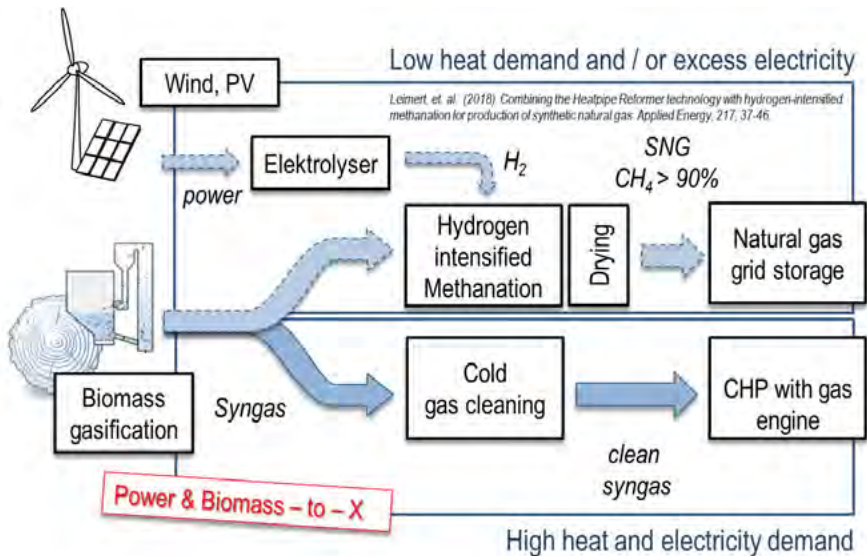 Low heat demand and / or excess electricity
Wind, PV
Leimert, et. al. (2018) Combining the Heatpipe Reformer technology with hydrogen-intensified
methanation for production of synthetic natural gas. Applied Energy, 217, 37-46.
power
Elektrolyser
H₂
SNG
CH₄ > 90%
Hydrogen
intensified
Methanation
Drying
Natural gas
grid storage
Biomass
gasification
Syngas
Cold
gas cleaning
clean
syngas
CHP with gas
engine
Power & Biomass – to – X
High heat and electricity demand